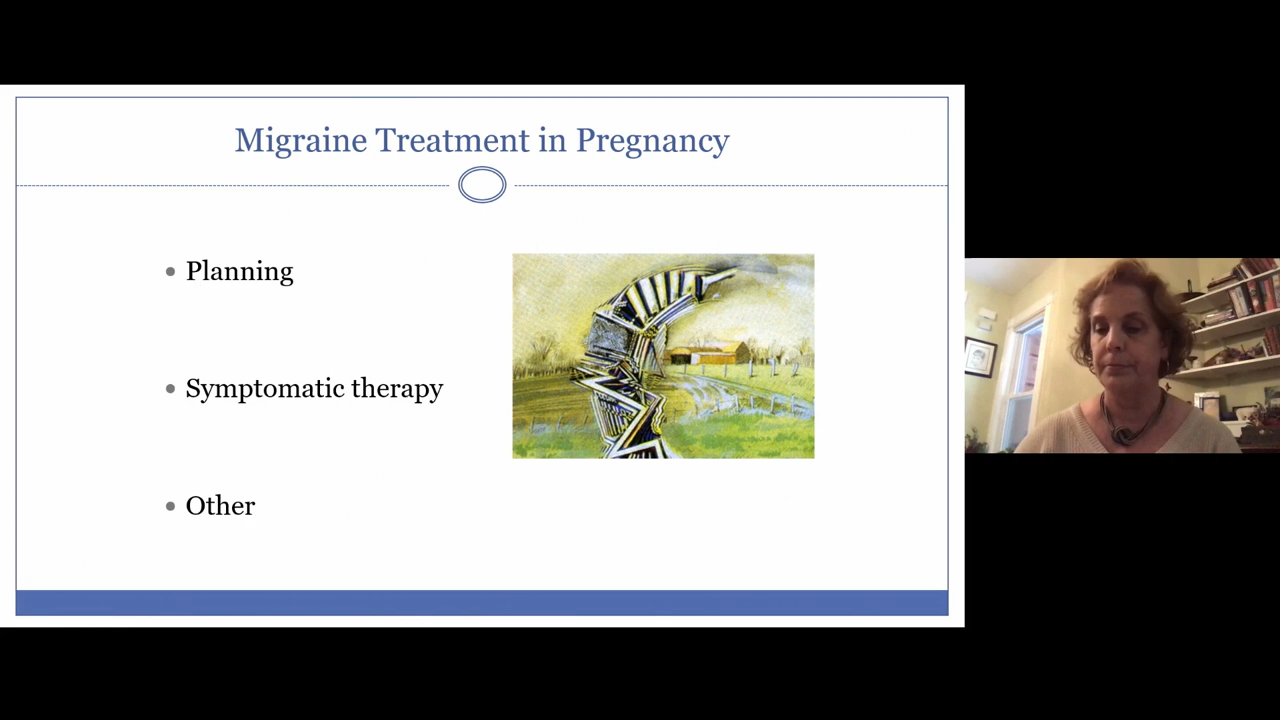 Migraine Treatment in Pregnancy
• Planning
• Symptomatic therapy
• Other